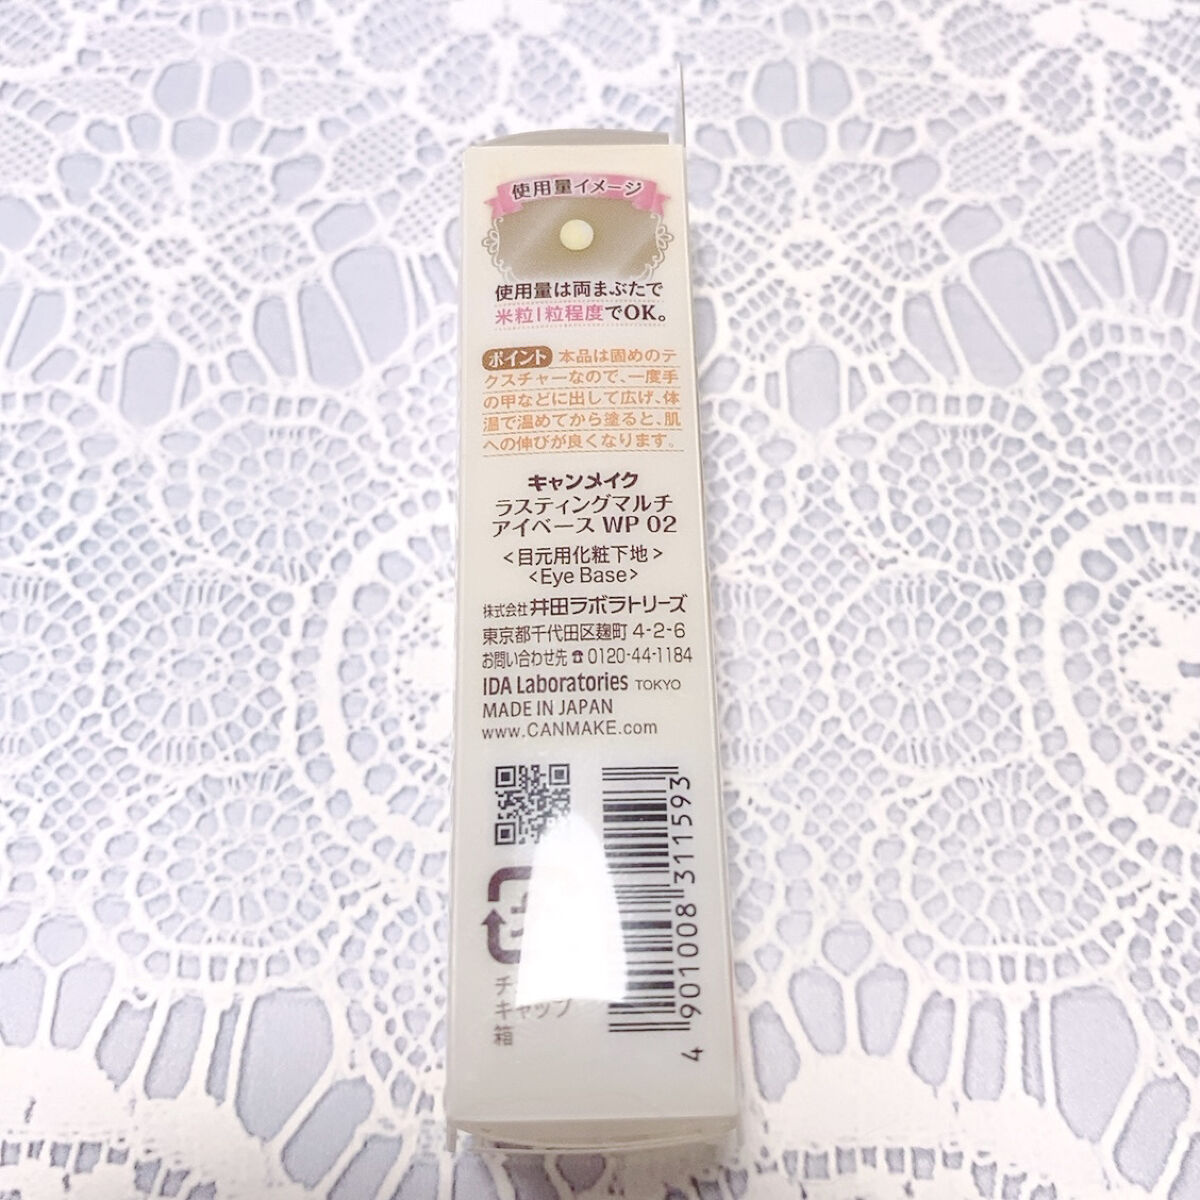 使用量イメージ
使用量は両まぶたで
米粒1粒程度でOK。
ポイント 本品は固めのテ
クスチャーなので、一度手
の甲などに出して広げ、体
温で温めてから塗ると、肌
への伸びが良くなります。
キャンメイク
ラスティングマルチ
アイベース WP 02
<目元用化粧下地>
<Eye Base>
株式会社 井田ラボラトリーズ
東京都千代田区麹町 4-2-6
お問い合わせ先 ☎ 0120-44-1184
IDA Laboratories TOKYO
MADE IN JAPAN
www.CANMAKE.com
キャップ
箱
4 901008 311593